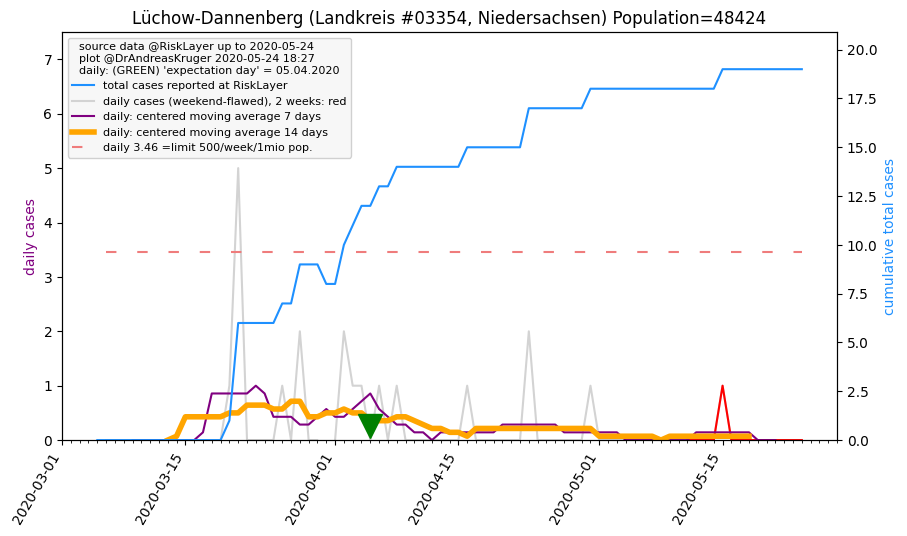 Lüchow-Dannenberg (Landkreis #03354, Niedersachsen) Population=48424
source data @RiskLayer up to 2020-05-24
plot @DrAndreasKruger 2020-05-24 18:27
daily: (GREEN) 'expectation day' = 05.04.2020
total cases reported at RiskLayer
daily cases (weekend-flawed), 2 weeks: red
daily: centered moving average 7 days
daily: centered moving average 14 days
daily 3.46 =limit 500/week/1mio pop.
daily cases
7
6
5
4
3
2
1
0
20.0
17.5
15.0
12.5
10.0
7.5
5.0
2.5
0.0
cumulative total cases
2020-03-01
2020-03-15
2020-04-01
2020-04-15
2020-05-01
2020-05-15